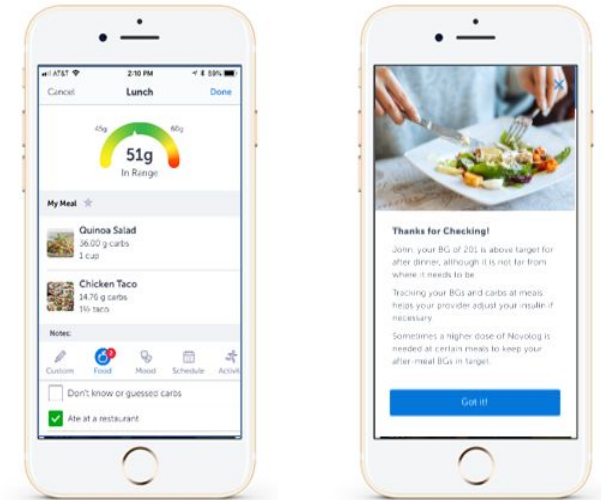 AT&T 2:10 PM 59%
Cancel Lunch Done
45g 60g
51g
In Range
My Meal
Quinoa Salad
36.00 g carbs
1 cup
Chicken Taco
14.76 g carbs
1½ taco
Notes:
2
Custom Food Mood Schedule Activit
Don't know or guessed carbs
Ate at a restaurant
Thanks for Checking!
John, your BG of 201 is above target for
after dinner, although it is not far from
where it needs to be
Tracking your BGs and carbs at meals
helps your provider adjust your insulin if
necessary
Sometimes a higher dose of Novolog is
needed at certain meals to keep your
after-meal BGs in target.
Got it!